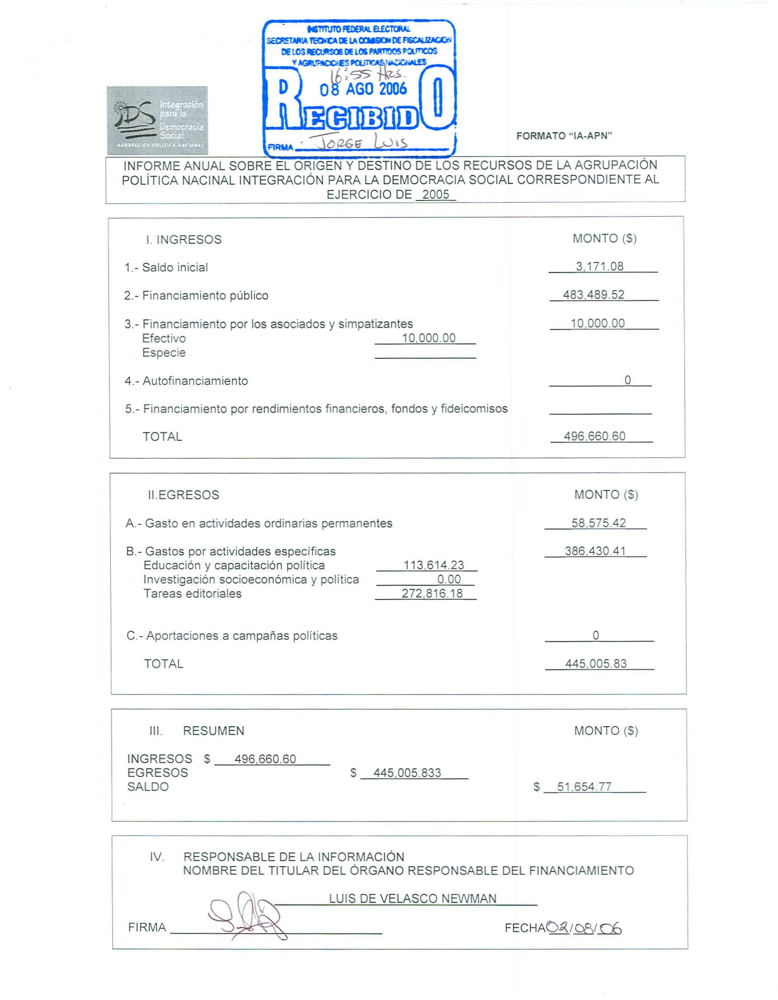 INSTITUTO FEDERAL ELECTORAL
SECRETARIA TECNICA DE LA COMISION DE FISCALIZACION
DE LOS RECURSOS DE LOS PARTIDOS POLITICOS
Y AGRUPACIONES POLITICAS NACIONALES
16:55 Hrs.
08 AGO 2006
RECIBIDO
FIRMA JORGE LUIS
IDS Integración
para la
Democracia
Social
AGRUPACION POLITICA NACIONAL
FORMATO “IA-APN”
INFORME ANUAL SOBRE EL ORIGEN Y DESTINO DE LOS RECURSOS DE LA AGRUPACIÓN
POLÍTICA NACINAL INTEGRACIÓN PARA LA DEMOCRACIA SOCIAL CORRESPONDIENTE AL
EJERCICIO DE 2005
I. INGRESOS MONTO ($)
1.- Saldo inicial 3,171.08
2.- Financiamiento público 483,489.52
3.- Financiamiento por los asociados y simpatizantes 10,000.00
Efectivo 10,000.00
Especie
4.- Autofinanciamiento 0
5.- Financiamiento por rendimientos financieros, fondos y fideicomisos
TOTAL 496,660.60
II.EGRESOS MONTO ($)
A.- Gasto en actividades ordinarias permanentes 58,575.42
B.- Gastos por actividades específicas 386,430.41
Educación y capacitación política 113,614.23
Investigación socioeconómica y política 0.00
Tareas editoriales 272,816.18
C.- Aportaciones a campañas políticas 0
TOTAL 445,005.83
III. RESUMEN MONTO ($)
INGRESOS $ 496,660.60
EGRESOS $ 445,005.833
SALDO $ 51,654.77
IV. RESPONSABLE DE LA INFORMACIÓN
NOMBRE DEL TITULAR DEL ÓRGANO RESPONSABLE DEL FINANCIAMIENTO
LUIS DE VELASCO NEWMAN
FIRMA FECHA 02/08/06